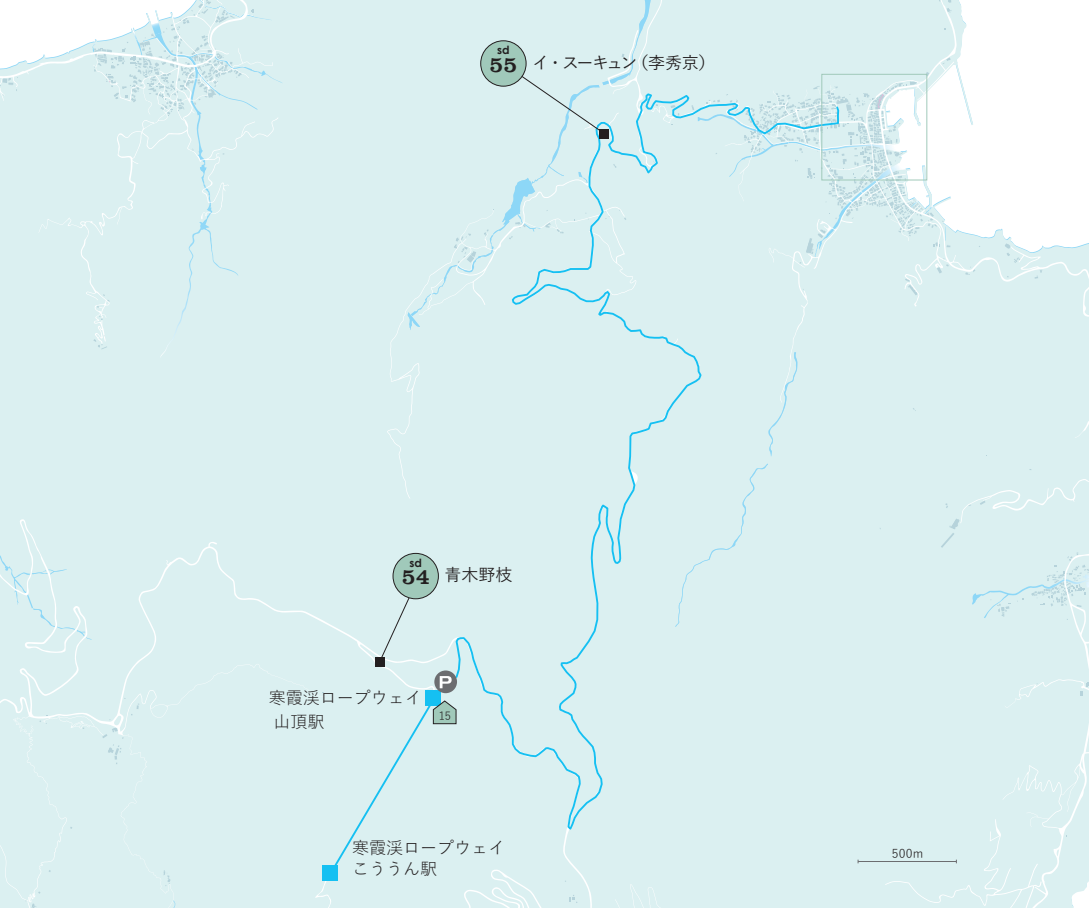 sd
55
イ・スーキュン（李秀京）
sd
54
青木野枝
P
寒霞渓ロープウェイ
山頂駅
15
寒霞渓ロープウェイ
こううん駅
500m